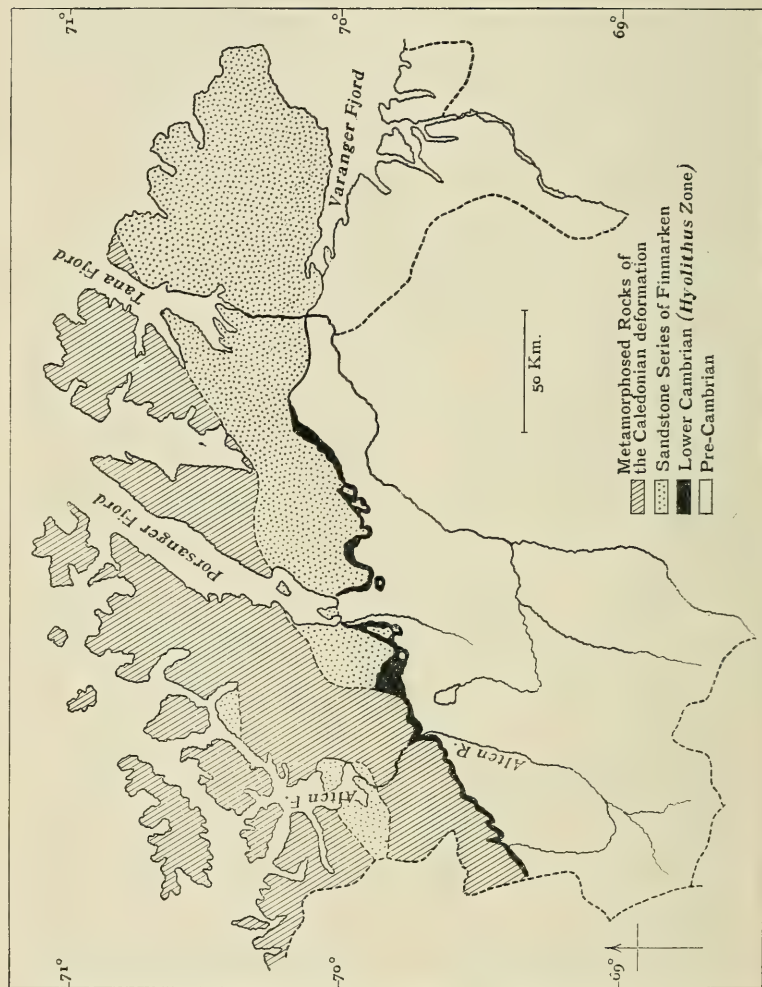 71°
70°
69°
71°
70°
69°
Tana Fjord
Varanger Fjord
Porsanger Fjord
Alten F.
Alten R.
50 Km.
Metamorphosed Rocks of
the Caledonian deformation
Sandstone Series of Finmarken
Lower Cambrian (Hyolithus Zone)
Pre-Cambrian